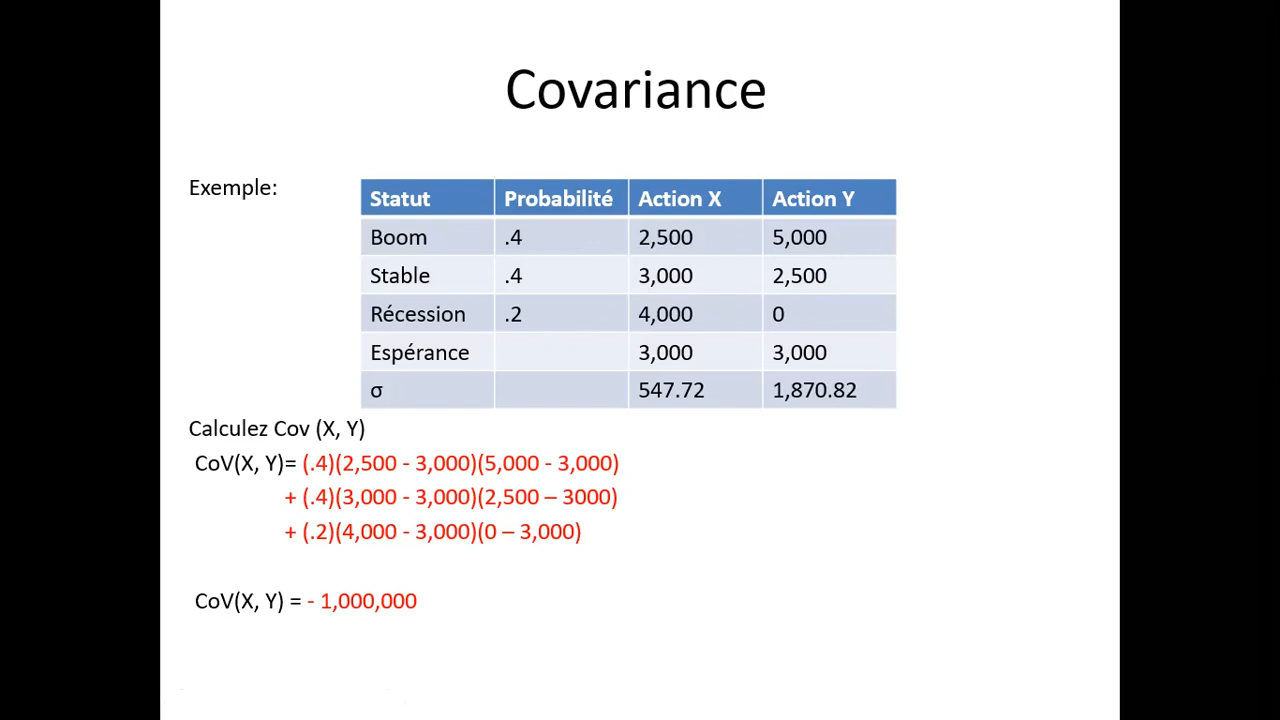 Covariance
Exemple:
Statut Probabilité Action X Action Y
Boom .4 2,500 5,000
Stable .4 3,000 2,500
Récession .2 4,000 0
Espérance 3,000 3,000
σ 547.72 1,870.82
Calculez Cov (X, Y)
CoV(X, Y)= (.4)(2,500 - 3,000)(5,000 - 3,000)
+ (.4)(3,000 - 3,000)(2,500 – 3000)
+ (.2)(4,000 - 3,000)(0 – 3,000)
CoV(X, Y) = - 1,000,000